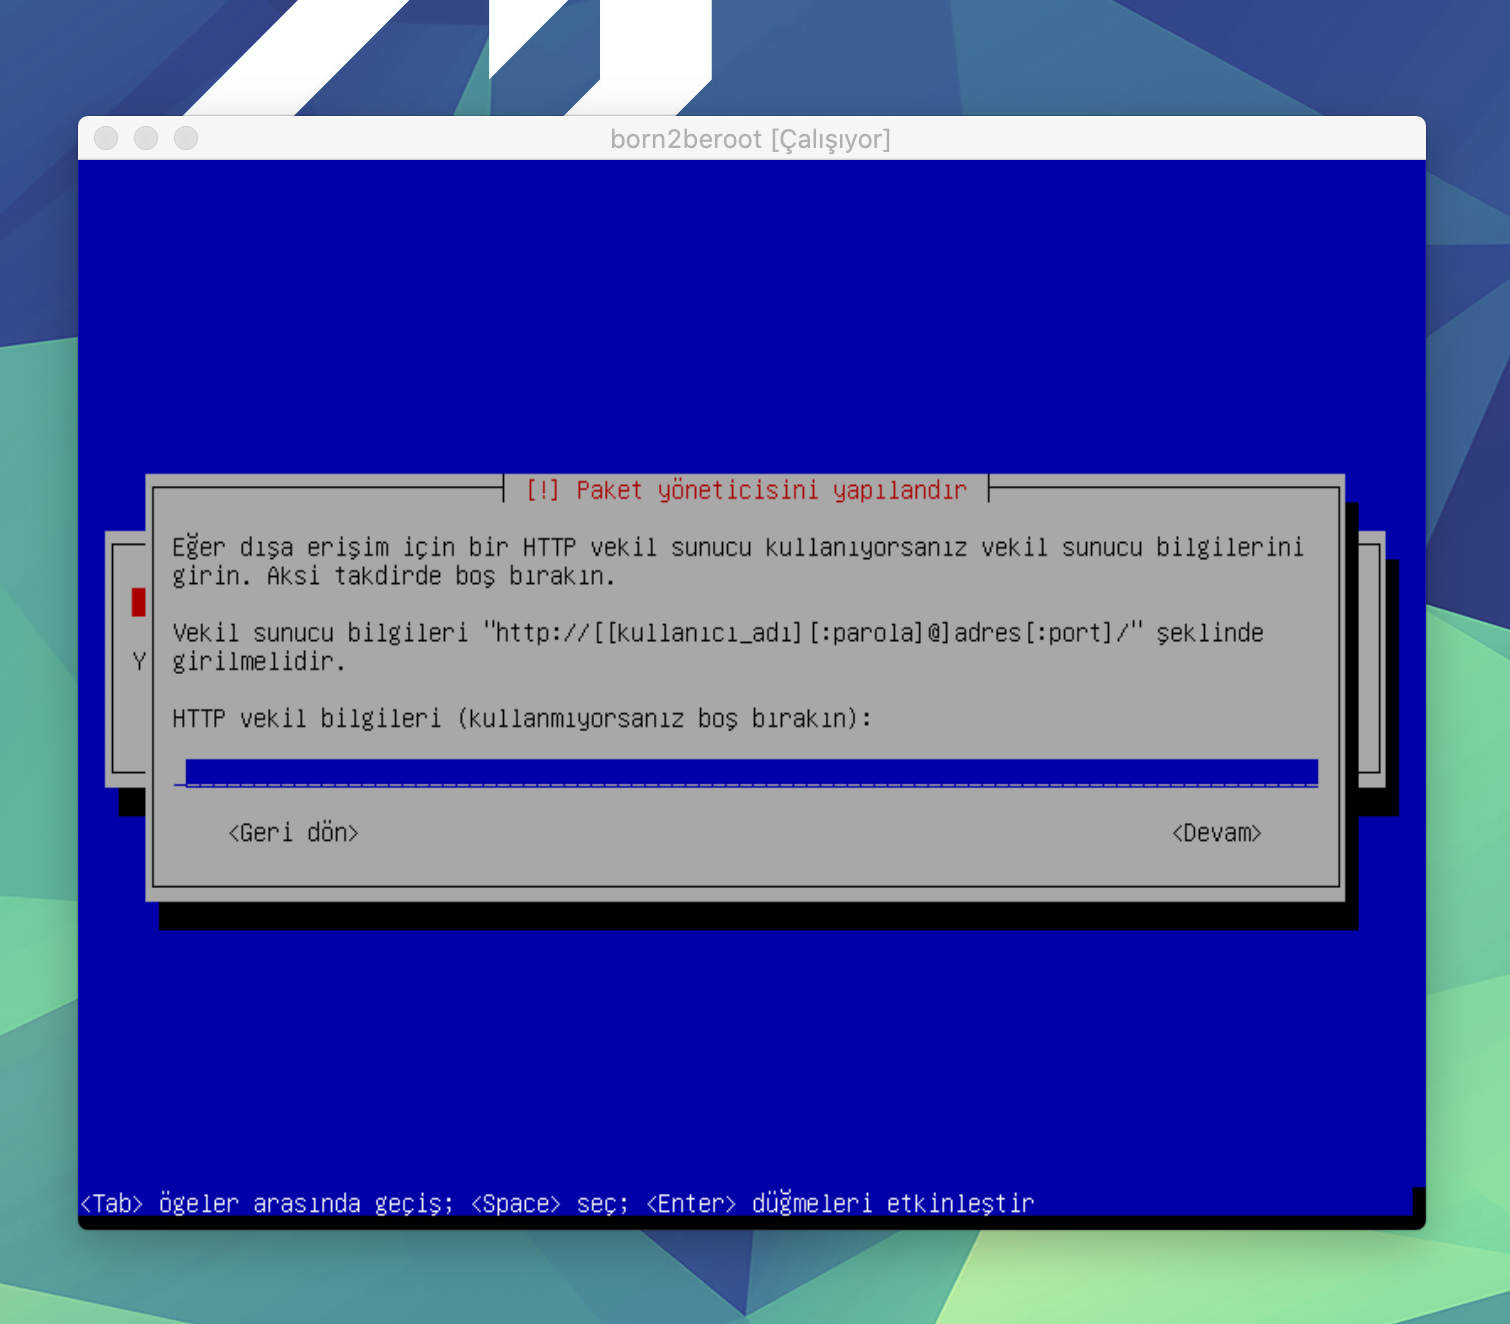 born2beroot [Çalışıyor]
[!] Paket yöneticisini yapılandır
Eğer dışa erişim için bir HTTP vekil sunucu kullanıyorsanız vekil sunucu bilgilerini
girin. Aksi takdirde boş bırakın.
Vekil sunucu bilgileri "http://[[kullanıcı_adı][:parola]@]adres[:port]/" şeklinde
Y girilmelidir.
HTTP vekil bilgileri (kullanmıyorsanız boş bırakın):
<Geri dön> <Devam>
<Tab> ögeler arasında geçiş; <Space> seç; <Enter> düğmeleri etkinleştir